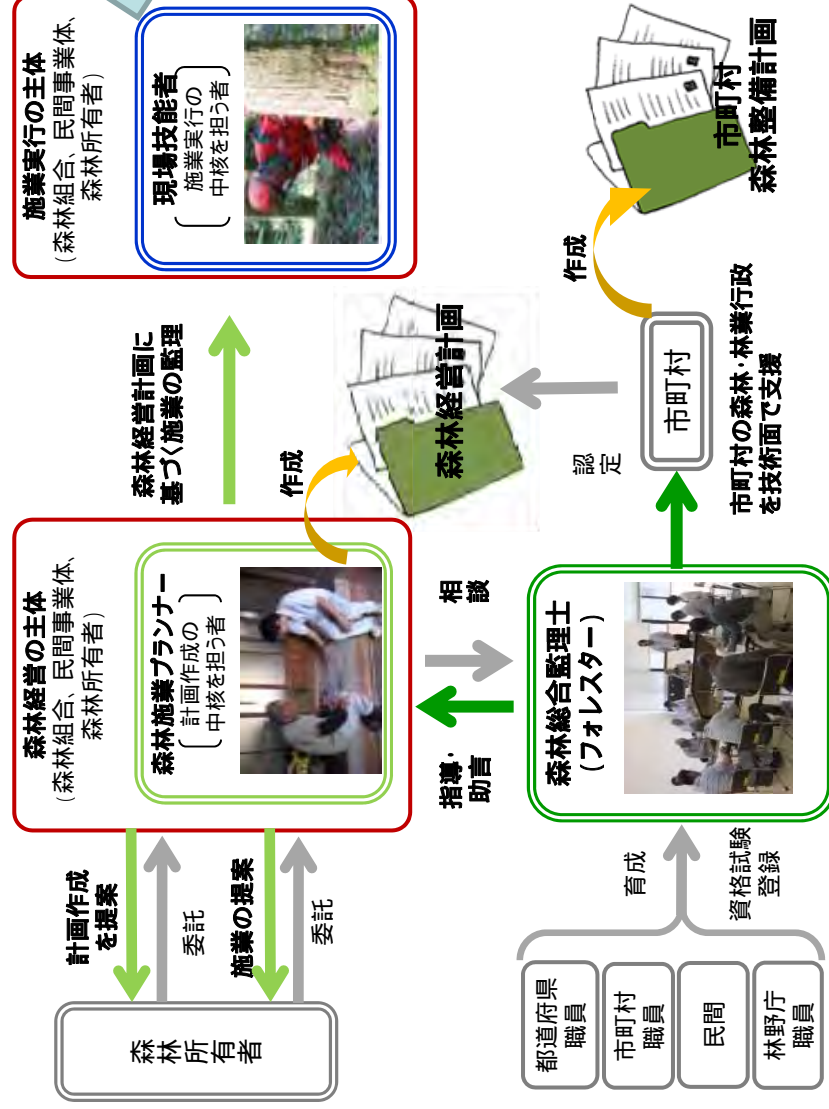 森林所有者
計画作成
を提案
委託
施業の提案
委託
森林経営の主体
(森林組合、民間事業体、
森林所有者)
森林施業プランナー
計画作成の
中核を担う者
森林経営計画に
基づく施業の監理
作成
森林経営計画
施業実行の主体
(森林組合、民間事業体、
森林所有者)
現場技能者
施業実行の
中核を担う者
指導・
助言
相
談
認
定
都道府県
職員
市町村
職員
民間
林野庁
職員
育成
資格試験
登録
森林総合監理士
(フォレスター)
市町村の森林・林業行政
を技術面で支援
市町村
作成
市町村
森林整備計画